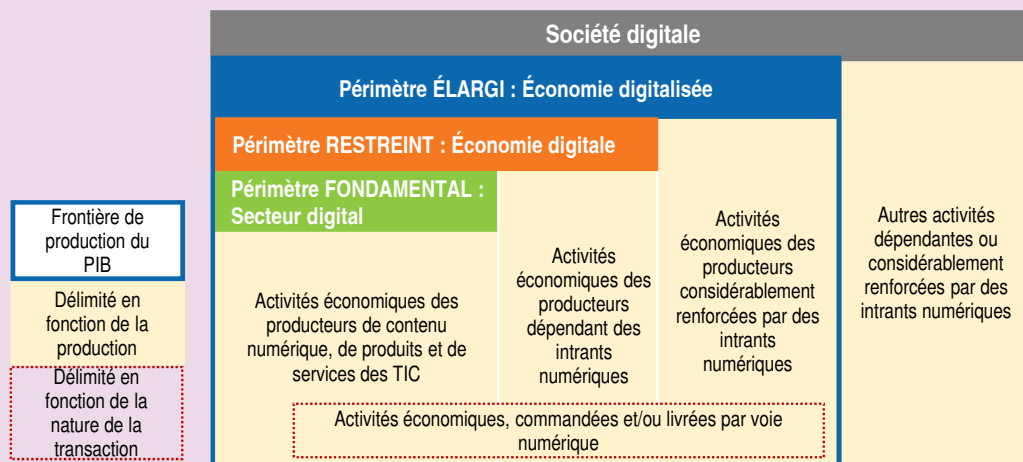 Société digitale
Périmètre ÉLARGI : Économie digitalisée
Périmètre RESTREINT : Économie digitale
Périmètre FONDAMENTAL :
Secteur digital
Frontière de
production du
PIB
Délimité en
fonction de la
production
Délimité en
fonction de la
nature de la
transaction
Activités économiques des
producteurs de contenu
numérique, de produits et de
services des TIC
Activités
économiques des
producteurs
dépendant des
intrants
numériques
Activités
économiques des
producteurs
considérablement
renforcées par des
intrants
numériques
Autres activités
dépendantes ou
considérablement
renforcées par des
intrants numériques
Activités économiques, commandées et/ou livrées par voie
numérique